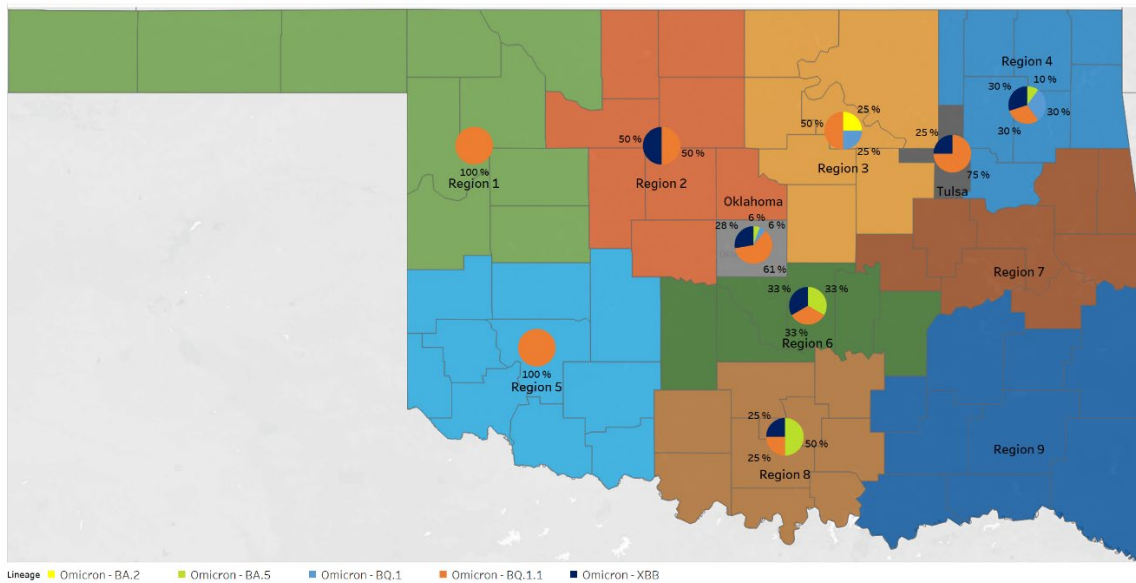 Region 4
30 %
10 %
30 %
30 %
25 %
50 %
25 %
Region 3
25 %
75 %
Tulsa
50 %
50 %
Region 2
100 %
Region 1
Oklahoma
6 %
28 %
6 %
61 %
Region 7
33 %
33 %
33 %
Region 6
100 %
Region 5
25 %
50 %
25 %
Region 8
Region 9
Lineage Omicron - BA.2 Omicron - BA.5 Omicron - BQ.1 Omicron - BQ.1.1 Omicron - XBB